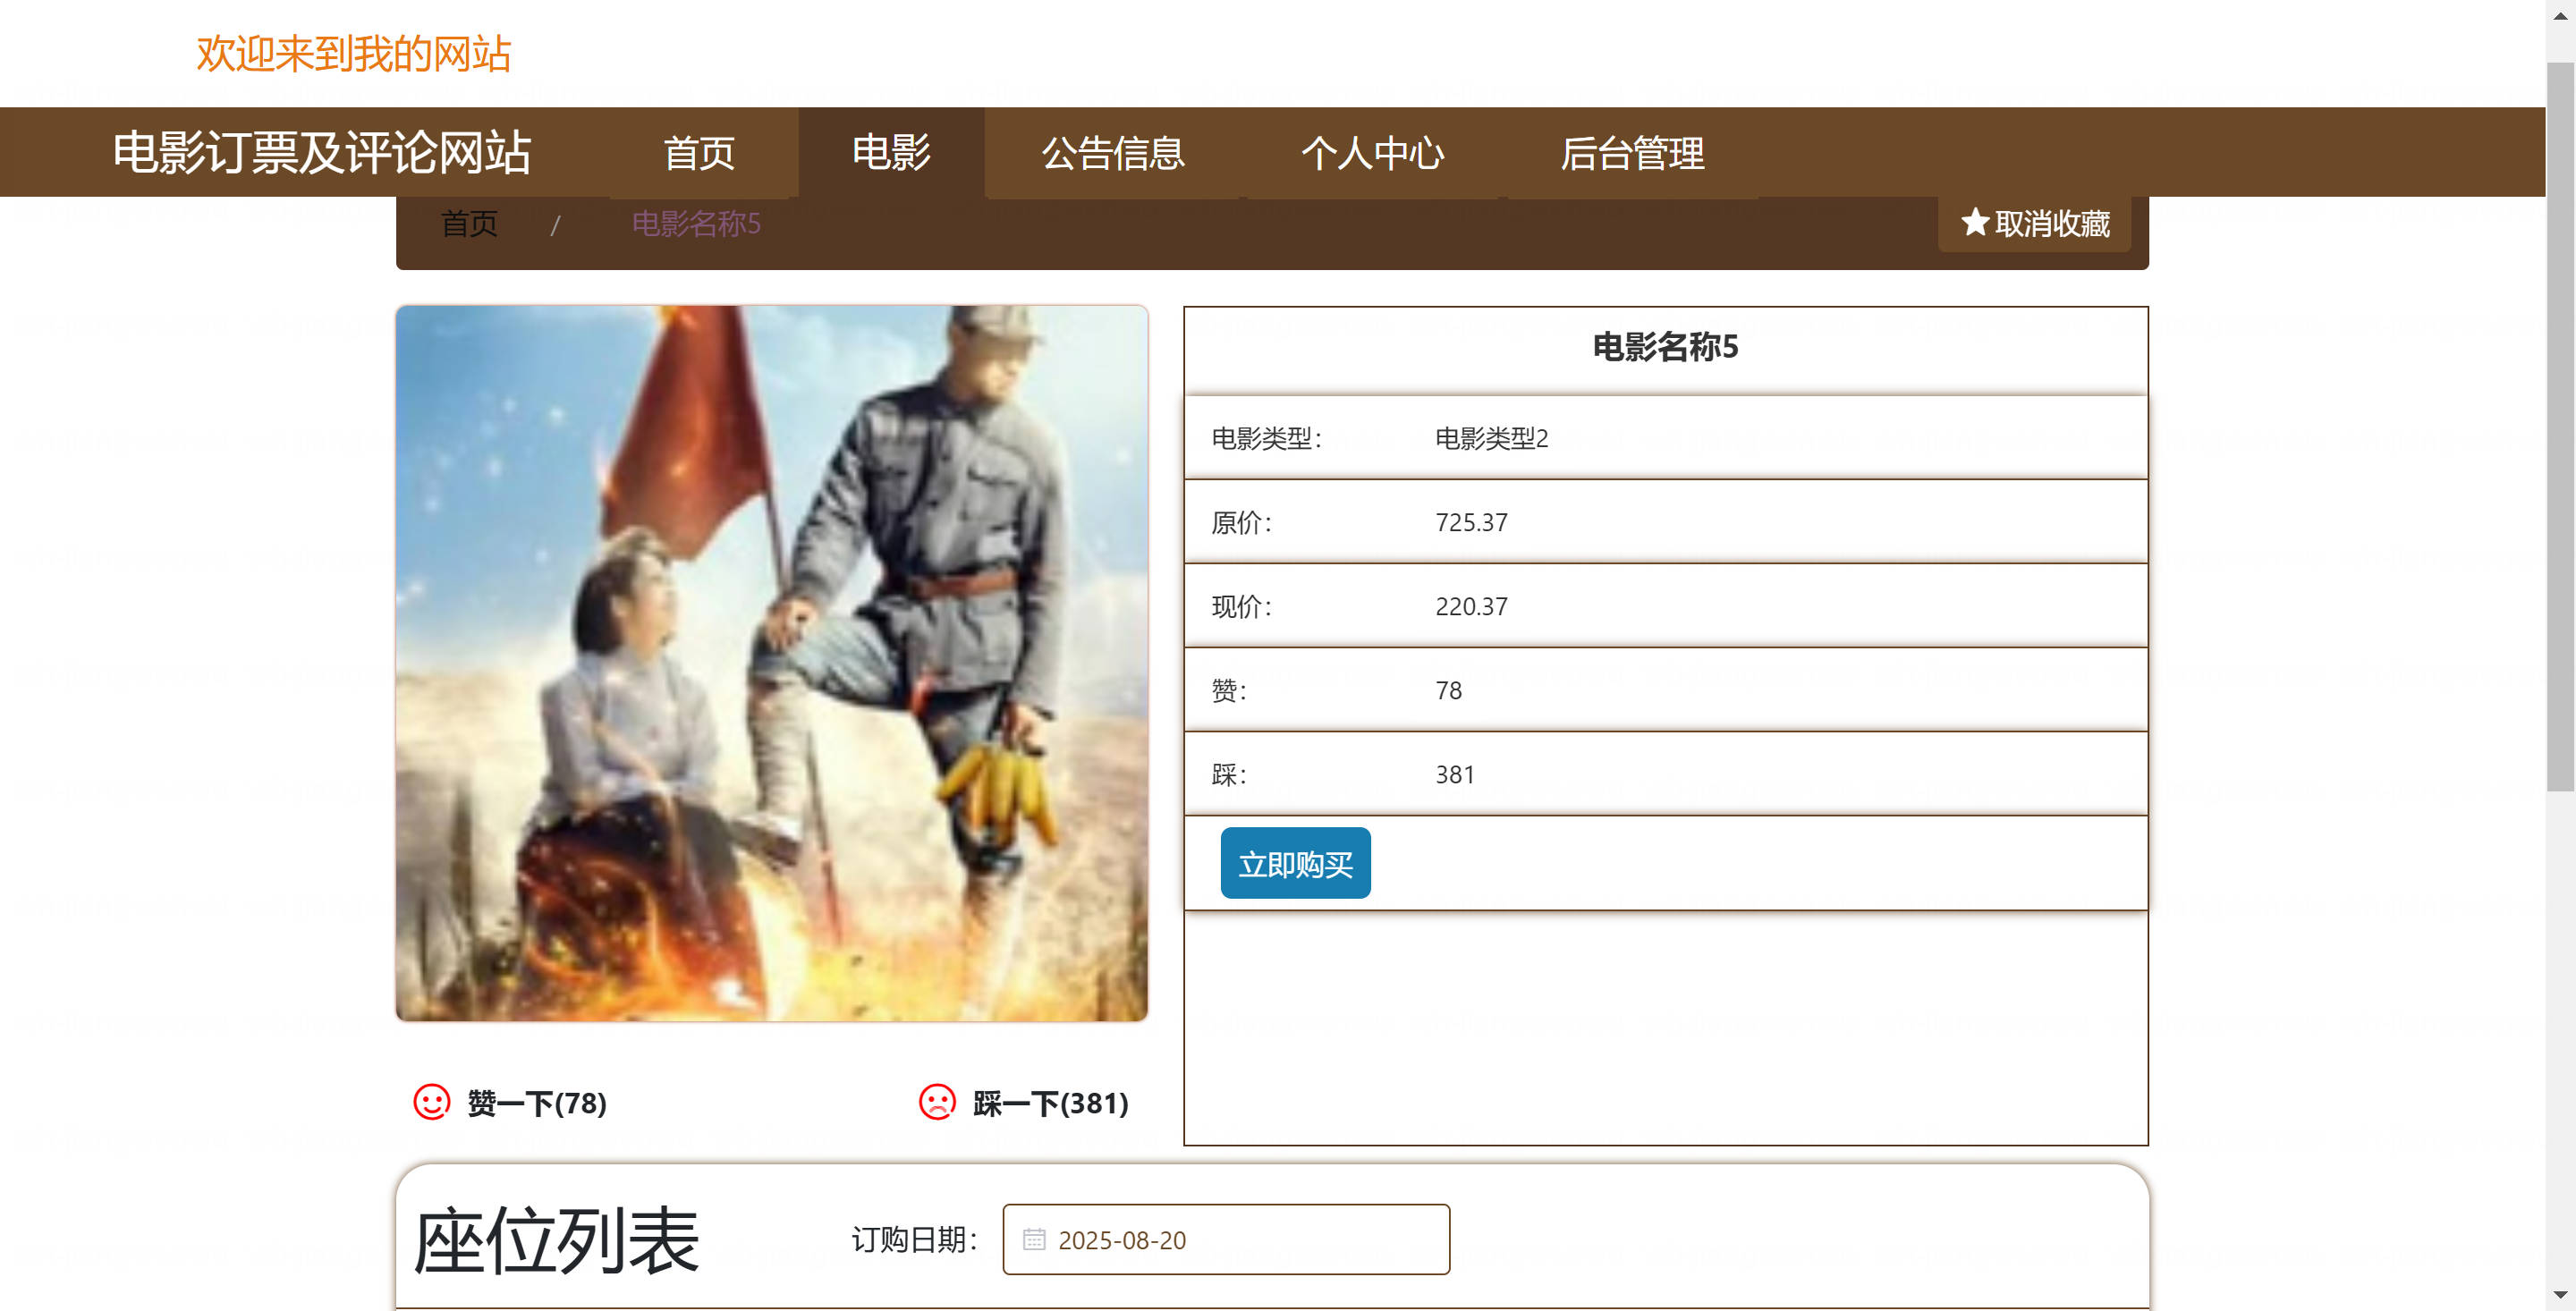 欢迎来到我的网站
电影订票及评论网站 首页 电影 公告信息 个人中心 后台管理
首页 / 电影名称5 取消收藏
电影名称5
电影类型: 电影类型2
原价: 725.37
现价: 220.37
赞: 78
踩: 381
立即购买
赞一下(78) 踩一下(381)
座位列表 订购日期: 2025-08-20